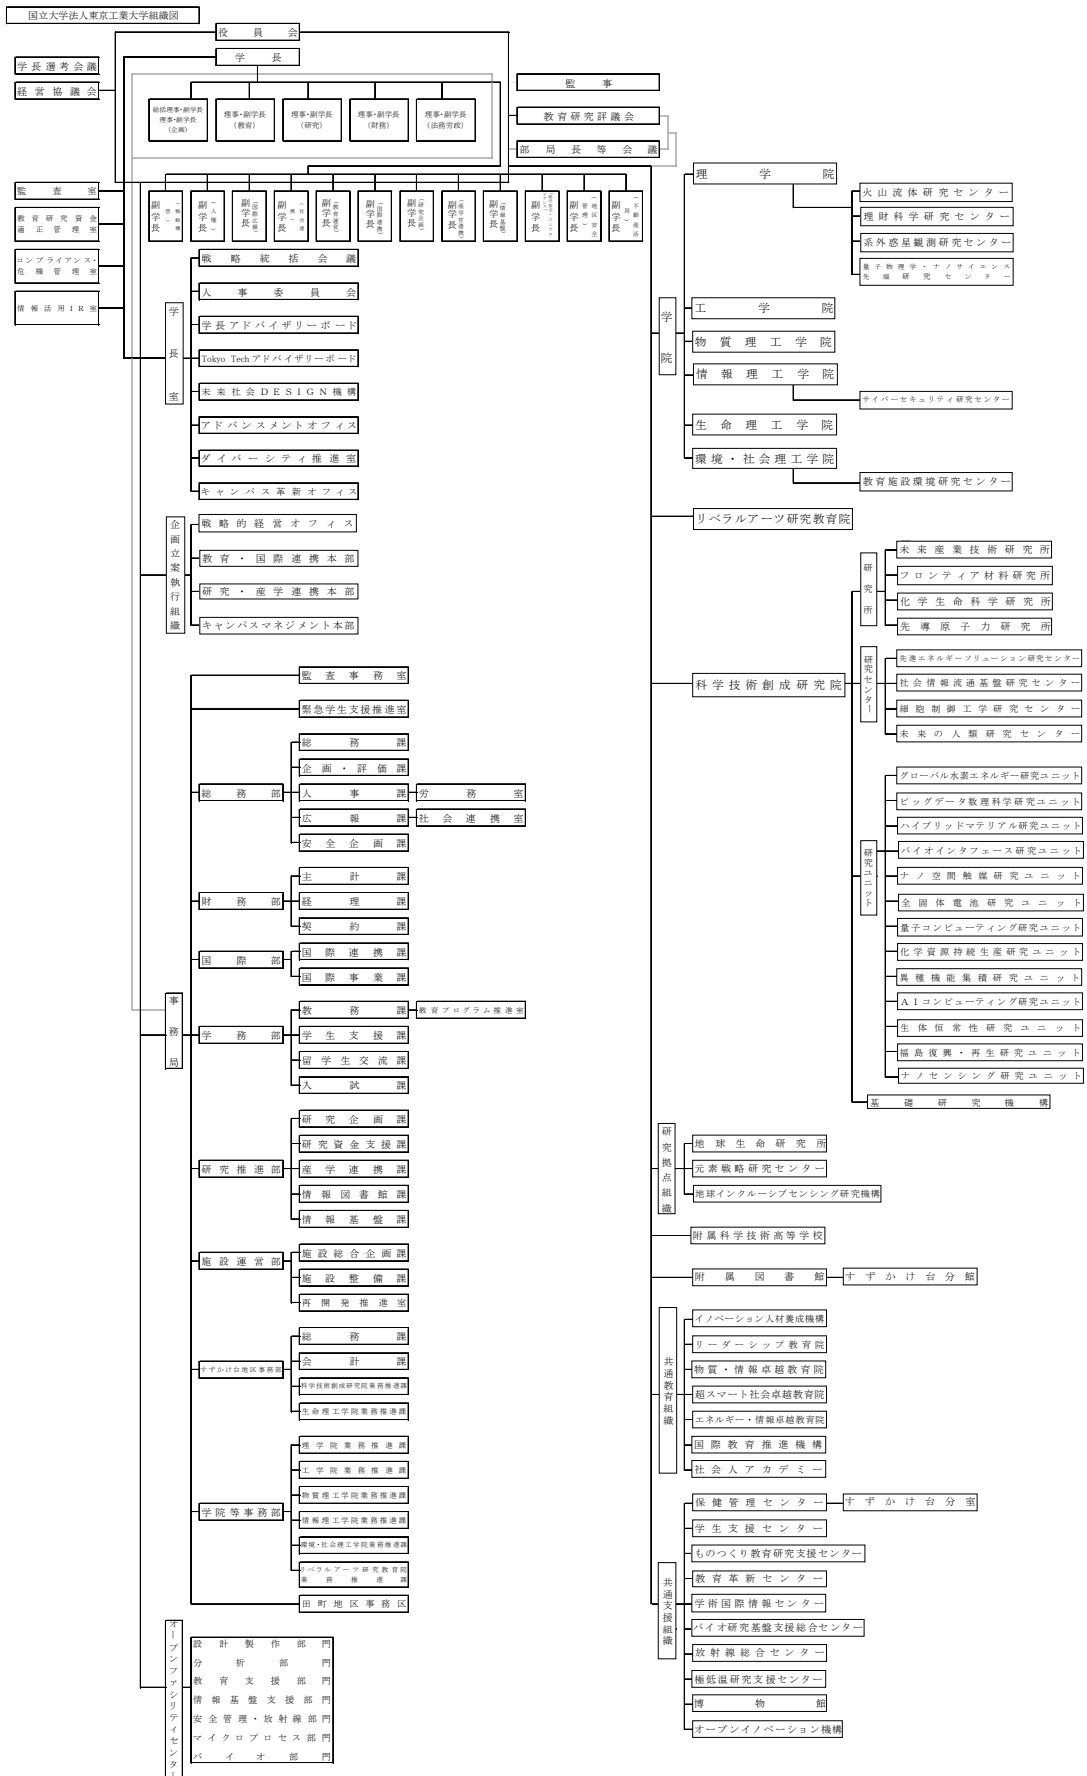 国立大学法人東京工業大学組織図
役員会
学長
学長選考会議
経営協議会
監事
総括理事・副学長
理事・副学長
(企画)
理事・副学長
(教育)
理事・副学長
(研究)
理事・副学長
(財務)
理事・副学長
(法務労政)
教育研究評議会
部局長等会議
監査室
教育研究資金
適正管理室
コンプライアンス・
危機管理室
情報活用IR室
副学長
副学長
副学長(国際広報)
副学長
副学長(教育運営)
副学長(国際連携)
副学長(研究企画)
副学長(産学官連携)
副学長(情報基盤)
副学長
副学長
副学長
学長室
戦略統括会議
人事委員会
学長アドバイザリーボード
Tokyo Techアドバイザリーボード
未来社会DESIGN機構
アドバンスメントオフィス
ダイバーシティ推進室
キャンパス革新オフィス
企画立案執行組織
戦略的経営オフィス
教育・国際連携本部
研究・産学連携本部
キャンパスマネジメント本部
事務局
監査事務室
緊急学生支援推進室
総務部
総務課
企画・評価課
人事課
労務室
広報課
社会連携室
安全企画課
財務部
主計課
経理課
契約課
国際部
国際連携課
国際事業課
学務部
教務課
教育プログラム推進室
学生支援課
留学生交流課
入試課
研究推進部
研究企画課
研究資金支援課
産学連携課
情報図書館課
情報基盤課
施設運営部
施設総合企画課
施設整備課
再開発推進室
すずかけ台地区事務部
総務課
会計課
科学技術創成研究院業務推進課
生命理工学院業務推進課
学院等事務部
理学院業務推進課
工学院業務推進課
物質理工学院業務推進課
情報理工学院業務推進課
環境・社会理工学院業務推進課
リベラルアーツ研究教育院
業務推進課
田町地区事務区
オープンファシリティセンター
設計製作部門
分析部門
教育支援部門
情報基盤支援部門
安全管理・放射線部門
マイクロプロセス部門
バイオ部門
学院
理学院
火山流体研究センター
理財科学研究センター
系外惑星観測研究センター
量子物理学・ナノサイエンス
先端研究センター
工学院
物質理工学院
情報理工学院
サイバーセキュリティ研究センター
生命理工学院
環境・社会理工学院
教育施設環境研究センター
リベラルアーツ研究教育院
科学技術創成研究院
研究所
未来産業技術研究所
フロンティア材料研究所
化学生命科学研究所
先導原子力研究所
研究センター
先進エネルギーソリューション研究センター
社会情報流通基盤研究センター
細胞制御工学研究センター
未来の人類研究センター
研究ユニット
グローバル水素エネルギー研究ユニット
ビッグデータ数理科学研究ユニット
ハイブリッドマテリアル研究ユニット
バイオインタフェース研究ユニット
ナノ空間触媒研究ユニット
全固体電池研究ユニット
量子コンピューティング研究ユニット
化学資源持続生産研究ユニット
異種機能集積研究ユニット
AIコンピューティング研究ユニット
生体恒常性研究ユニット
福島復興・再生研究ユニット
ナノセンシング研究ユニット
基礎研究機構
研究拠点組織
地球生命研究所
元素戦略研究センター
地球インクルーシブセンシング研究機構
附属科学技術高等学校
附属図書館
すずかけ台分館
共通教育組織
イノベーション人材養成機構
リーダーシップ教育院
物質・情報卓越教育院
超スマート社会卓越教育院
エネルギー・情報卓越教育院
国際教育推進機構
社会人アカデミー
共通支援組織
保健管理センター
すずかけ台分室
学生支援センター
ものつくり教育研究支援センター
教育革新センター
学術国際情報センター
バイオ研究基盤支援総合センター
放射線総合センター
極低温研究支援センター
博物館
オープンイノベーション機構